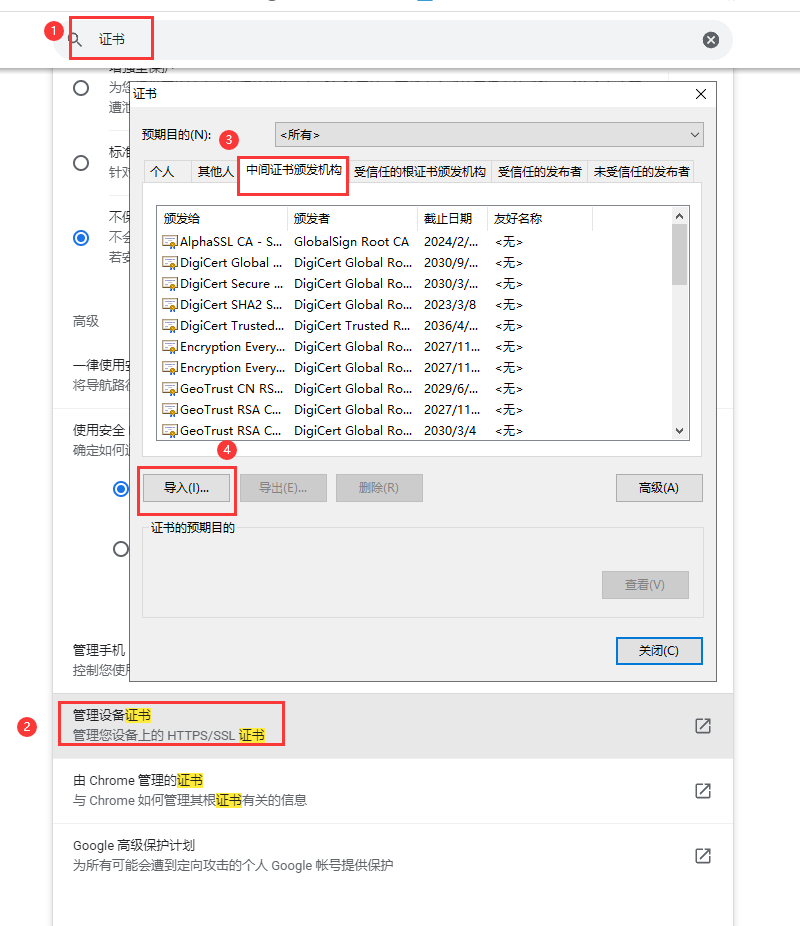 1
证书
为您
遭泄
标准
针对
不保
不会
若安
高级
一律使用安
将导航路径
使用安全
确定如何连
管理手机
控制您使用
证书
预期目的(N):
3
<所有>
个人 其他人 中间证书颁发机构 受信任的根证书颁发机构 受信任的发布者 未受信任的发布者
颁发给 颁发者 截止日期 友好名称
AlphaSSL CA - S... GlobalSign Root CA 2024/2/... <无>
DigiCert Global ... DigiCert Global Ro... 2030/9/... <无>
DigiCert Secure ... DigiCert Global Ro... 2030/3/... <无>
DigiCert SHA2 S... DigiCert Global Ro... 2023/3/8 <无>
DigiCert Trusted... DigiCert Trusted R... 2036/4/... <无>
Encryption Every... DigiCert Global Ro... 2027/11... <无>
Encryption Every... DigiCert Global Ro... 2027/11... <无>
GeoTrust CN RS... DigiCert Global Ro... 2029/6/... <无>
GeoTrust RSA C... DigiCert Global Ro... 2027/11... <无>
GeoTrust RSA C... DigiCert Global Ro... 2030/3/4 <无>
4
导入(I)... 导出(E)... 删除(R) 高级(A)
证书的预期目的
查看(V)
关闭(C)
2
管理设备证书
管理您设备上的 HTTPS/SSL 证书
由 Chrome 管理的证书
与 Chrome 如何管理其根证书有关的信息
Google 高级保护计划
为所有可能会遭到定向攻击的个人 Google 帐号提供保护